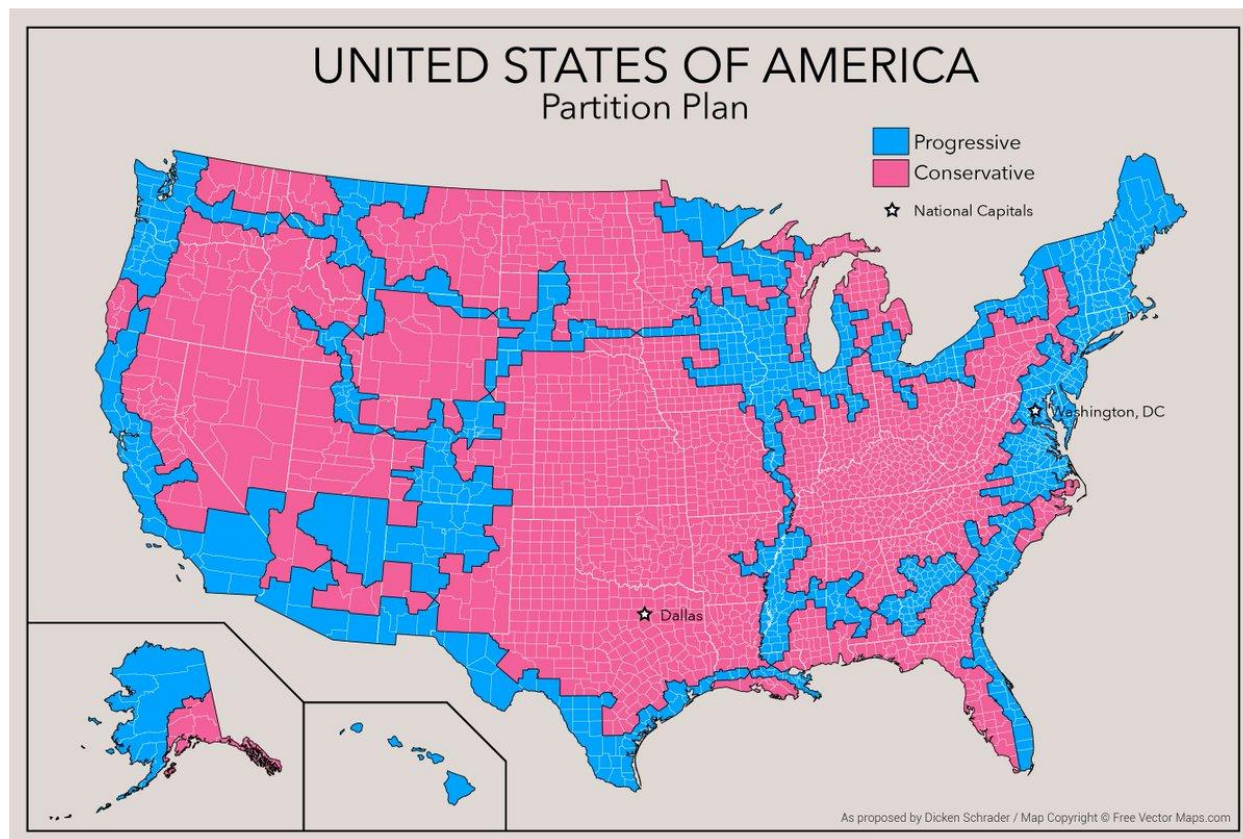 UNITED STATES OF AMERICA
Partition Plan
Progressive
Conservative
National Capitals
Washington, DC
Dallas
As proposed by Dicken Schrader / Map Copyright © Free Vector Maps.com